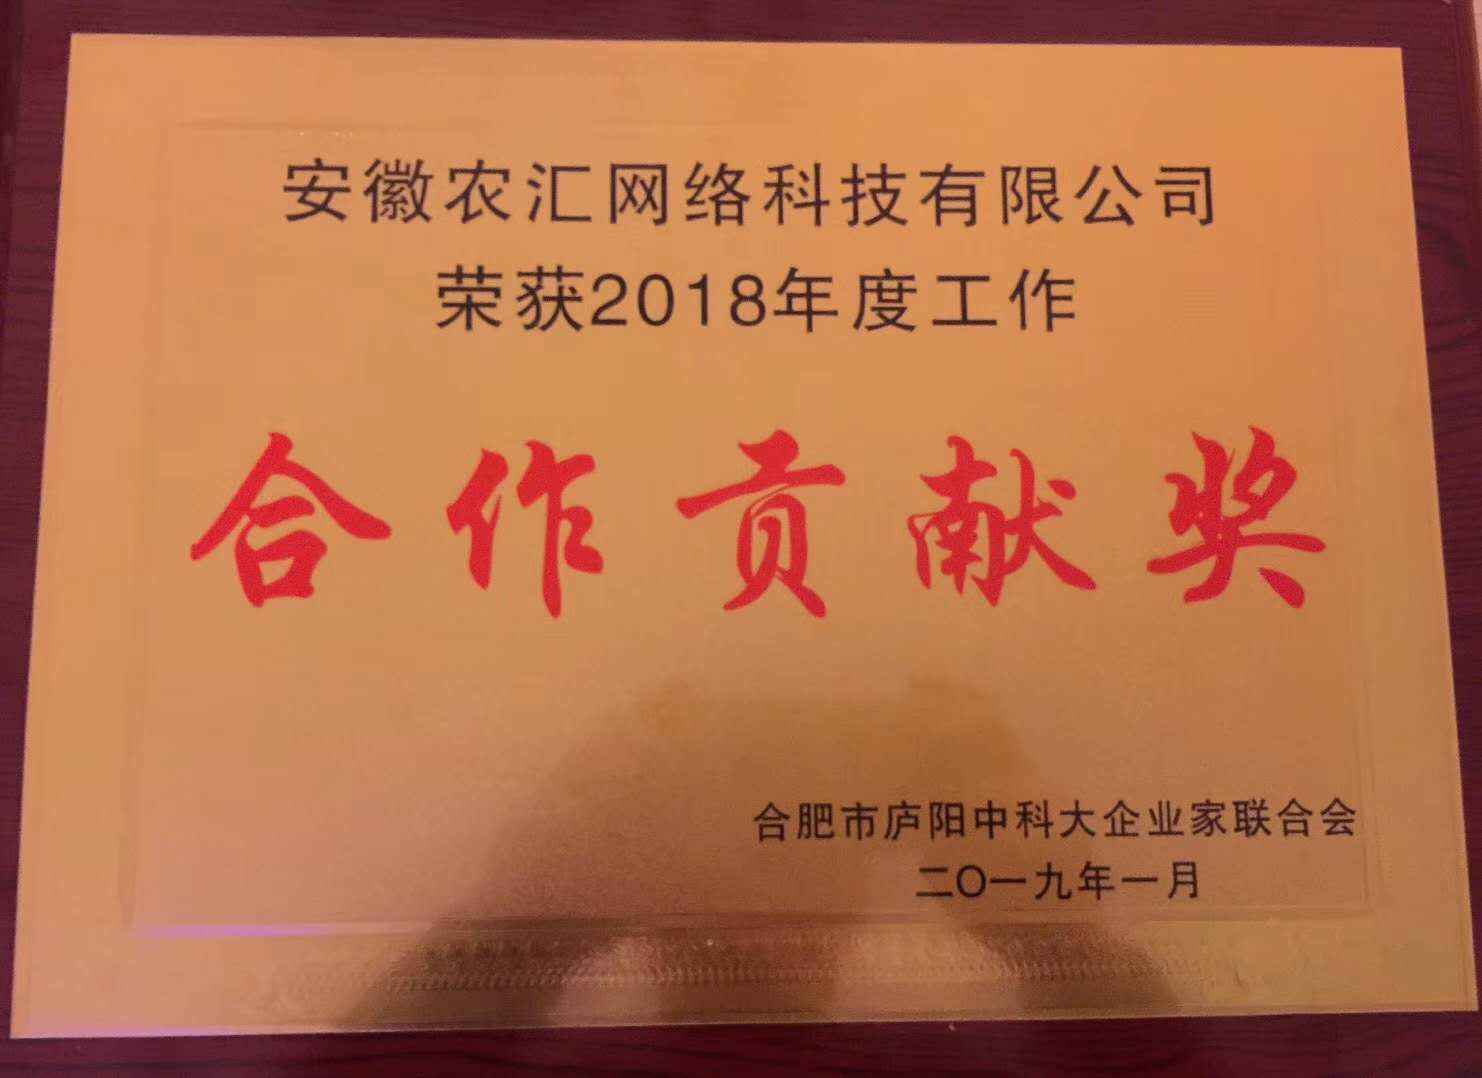 安徽农汇网络科技有限公司
荣获2018年度工作
合作贡献奖
合肥市庐阳中科大企业家联合会
二〇一九年一月